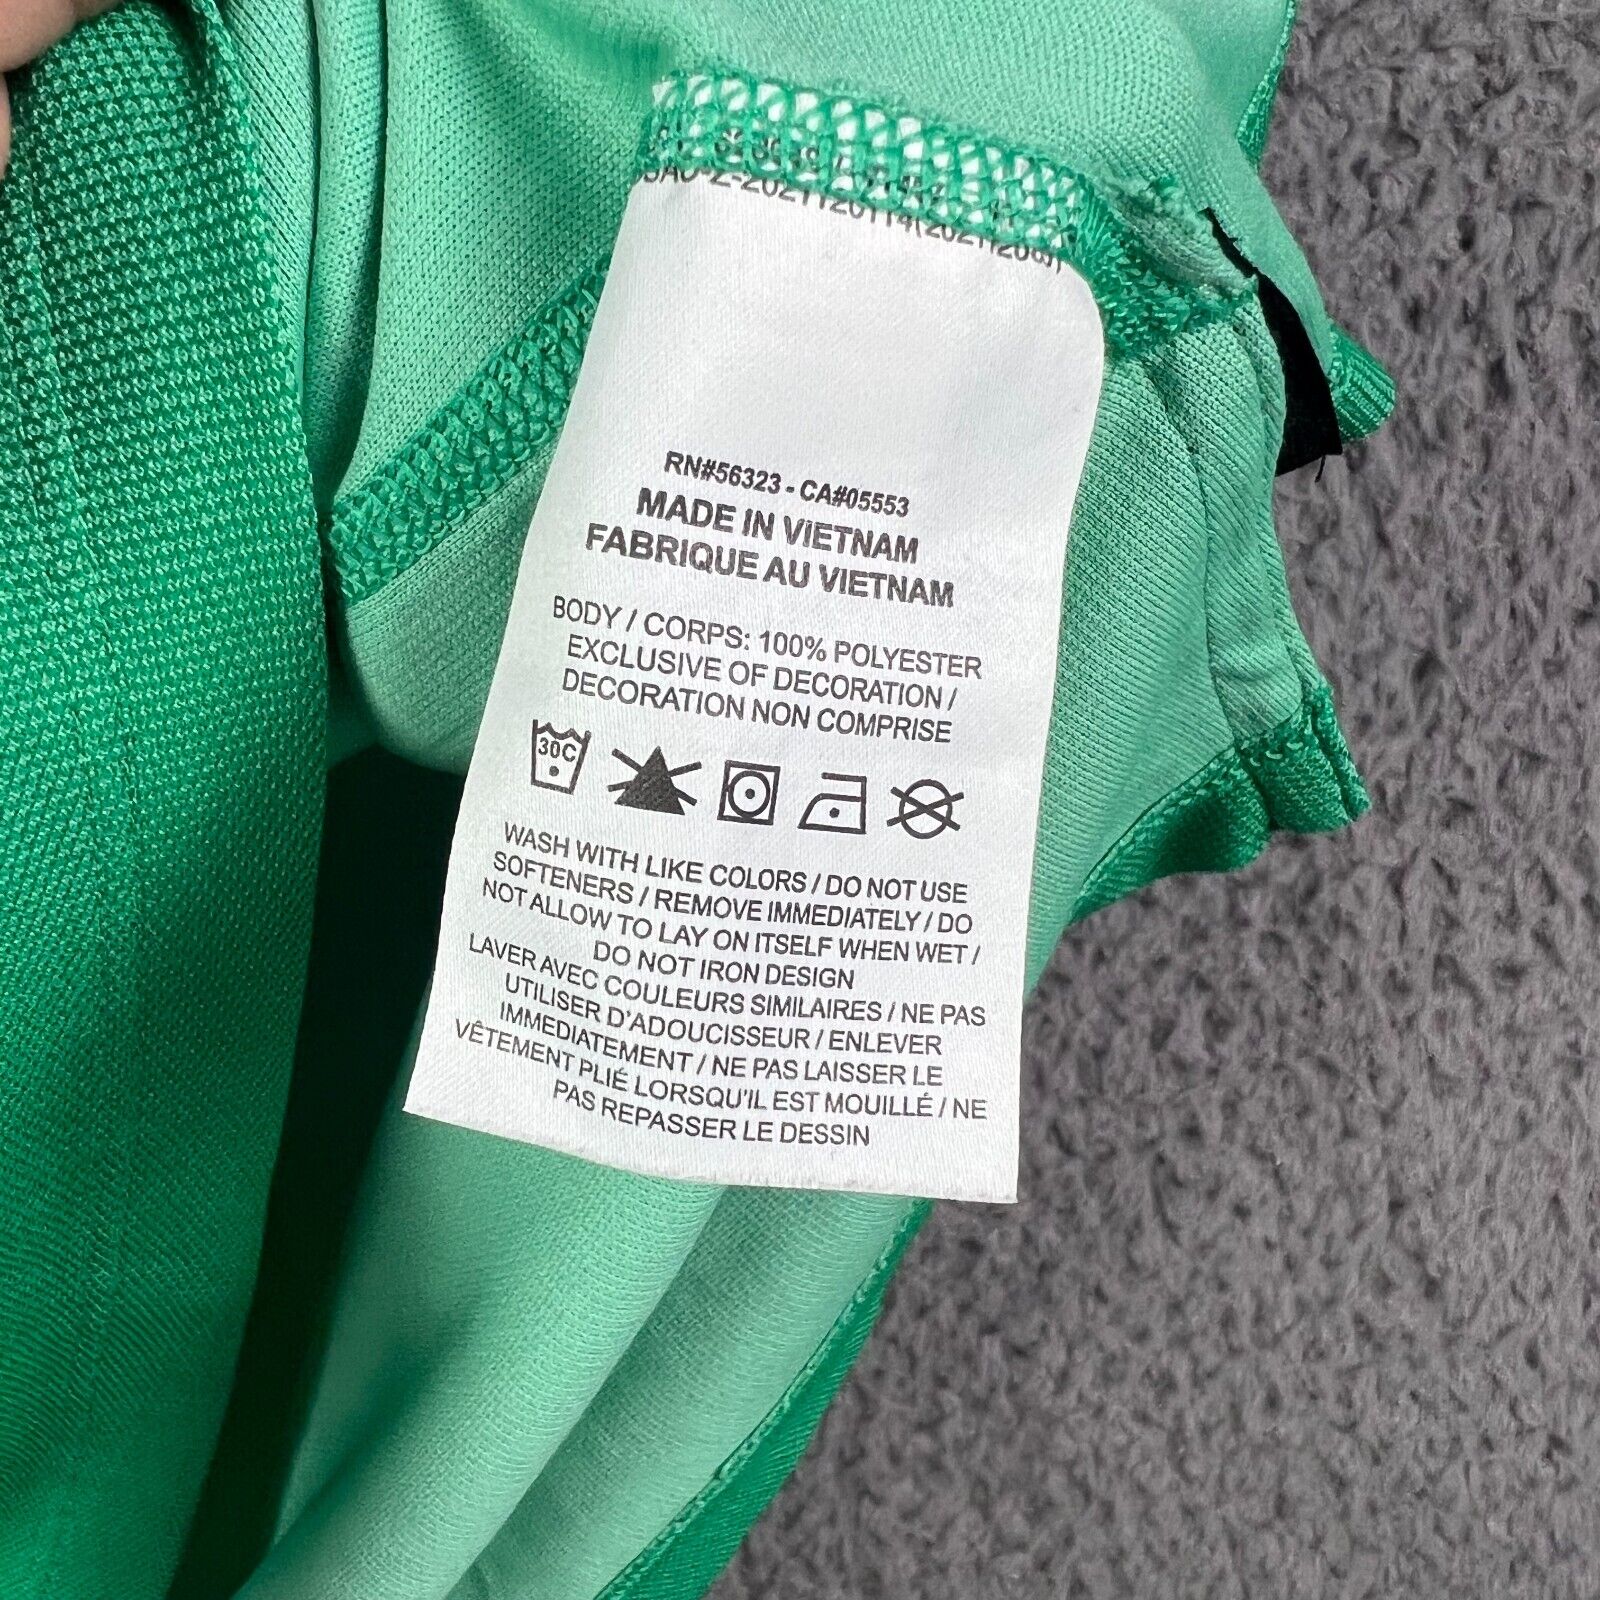 RN#56323 - CA#05553
MADE IN VIETNAM
FABRIQUE AU VIETNAM
BODY / CORPS: 100% POLYESTER
EXCLUSIVE OF DECORATION /
DECORATION NON COMPRISE
30C
WASH WITH LIKE COLORS / DO NOT USE
SOFTENERS / REMOVE IMMEDIATELY / DO
NOT ALLOW TO LAY ON ITSELF WHEN WET /
DO NOT IRON DESIGN
LAVER AVEC COULEURS SIMILAIRES / NE PAS
UTILISER D'ADOUCISSEUR / ENLEVER
IMMEDIATEMENT / NE PAS LAISSER LE
VÊTEMENT PLIÉ LORSQU'IL EST MOUILLÉ / NE
PAS REPASSER LE DESSIN